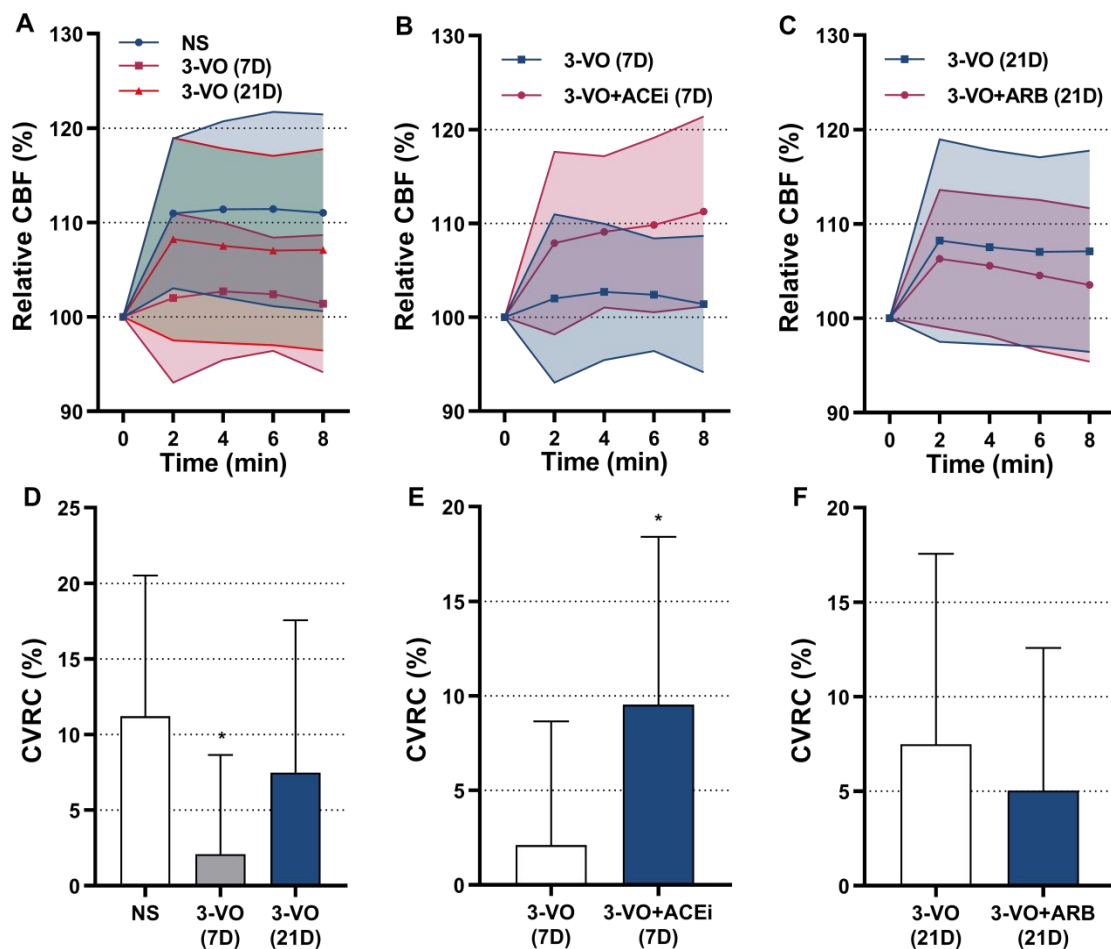 A
NS
3-VO (7D)
3-VO (21D)
Relative CBF (%)
130
120
110
100
90
0 2 4 6 8
Time (min)
B
3-VO (7D)
3-VO+ACEi (7D)
Relative CBF (%)
130
120
110
100
90
0 2 4 6 8
Time (min)
C
3-VO (21D)
3-VO+ARB (21D)
Relative CBF (%)
130
120
110
100
90
0 2 4 6 8
Time (min)
D
CVRC (%)
25
20
15
10
5
0
*
NS 3-VO 3-VO
(7D) (21D)
E
CVRC (%)
20
15
10
5
0
*
3-VO 3-VO+ACEi
(7D) (7D)
F
CVRC (%)
20
15
10
5
0
3-VO 3-VO+ARB
(21D) (21D)